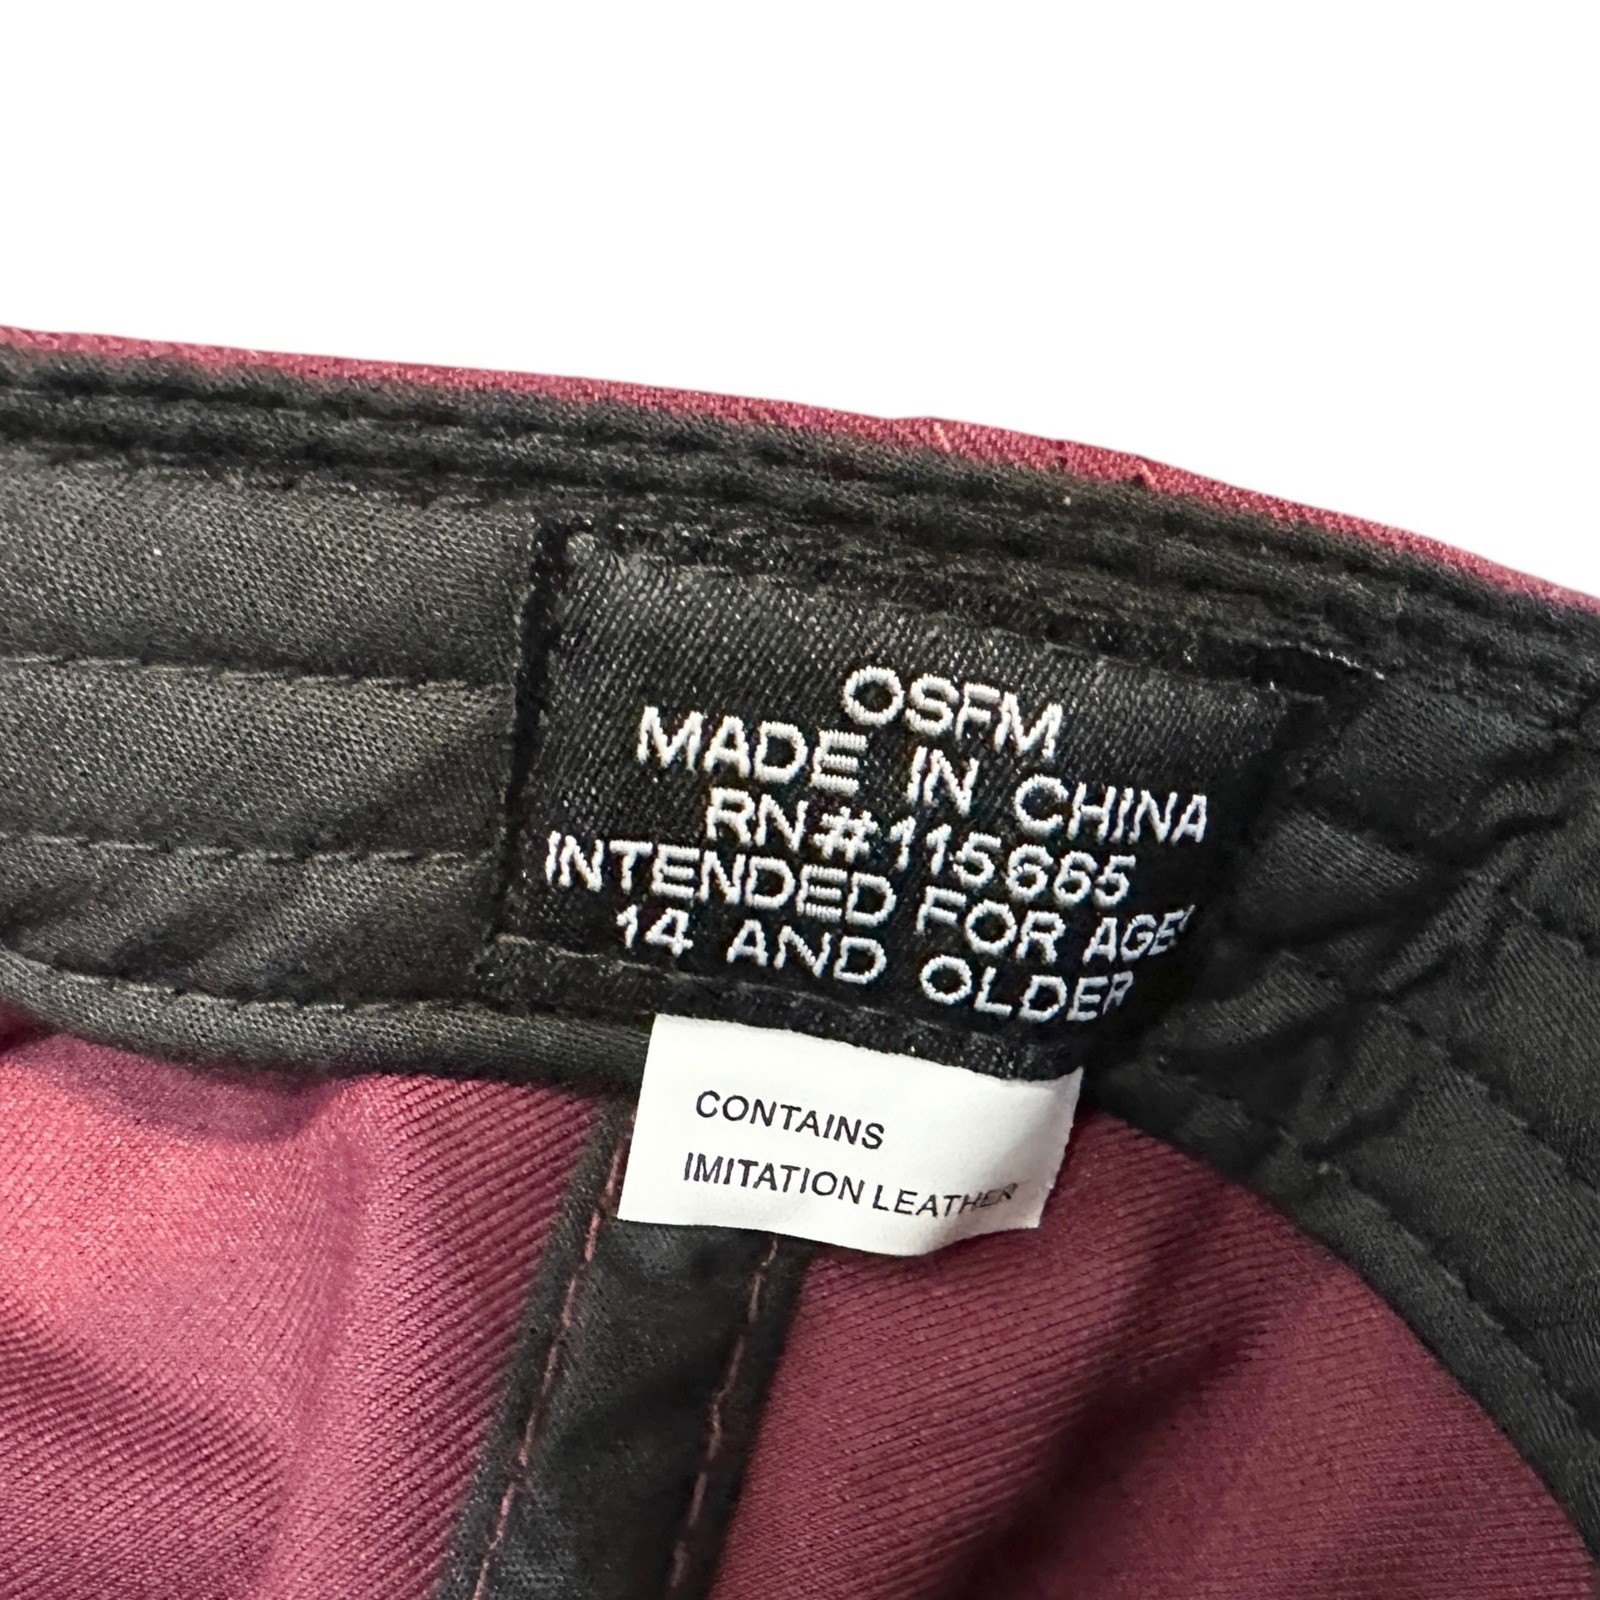 OSFM
MADE IN CHINA
RN#115665
INTENDED FOR AGES
14 AND OLDER
CONTAINS
IMITATION LEATHER